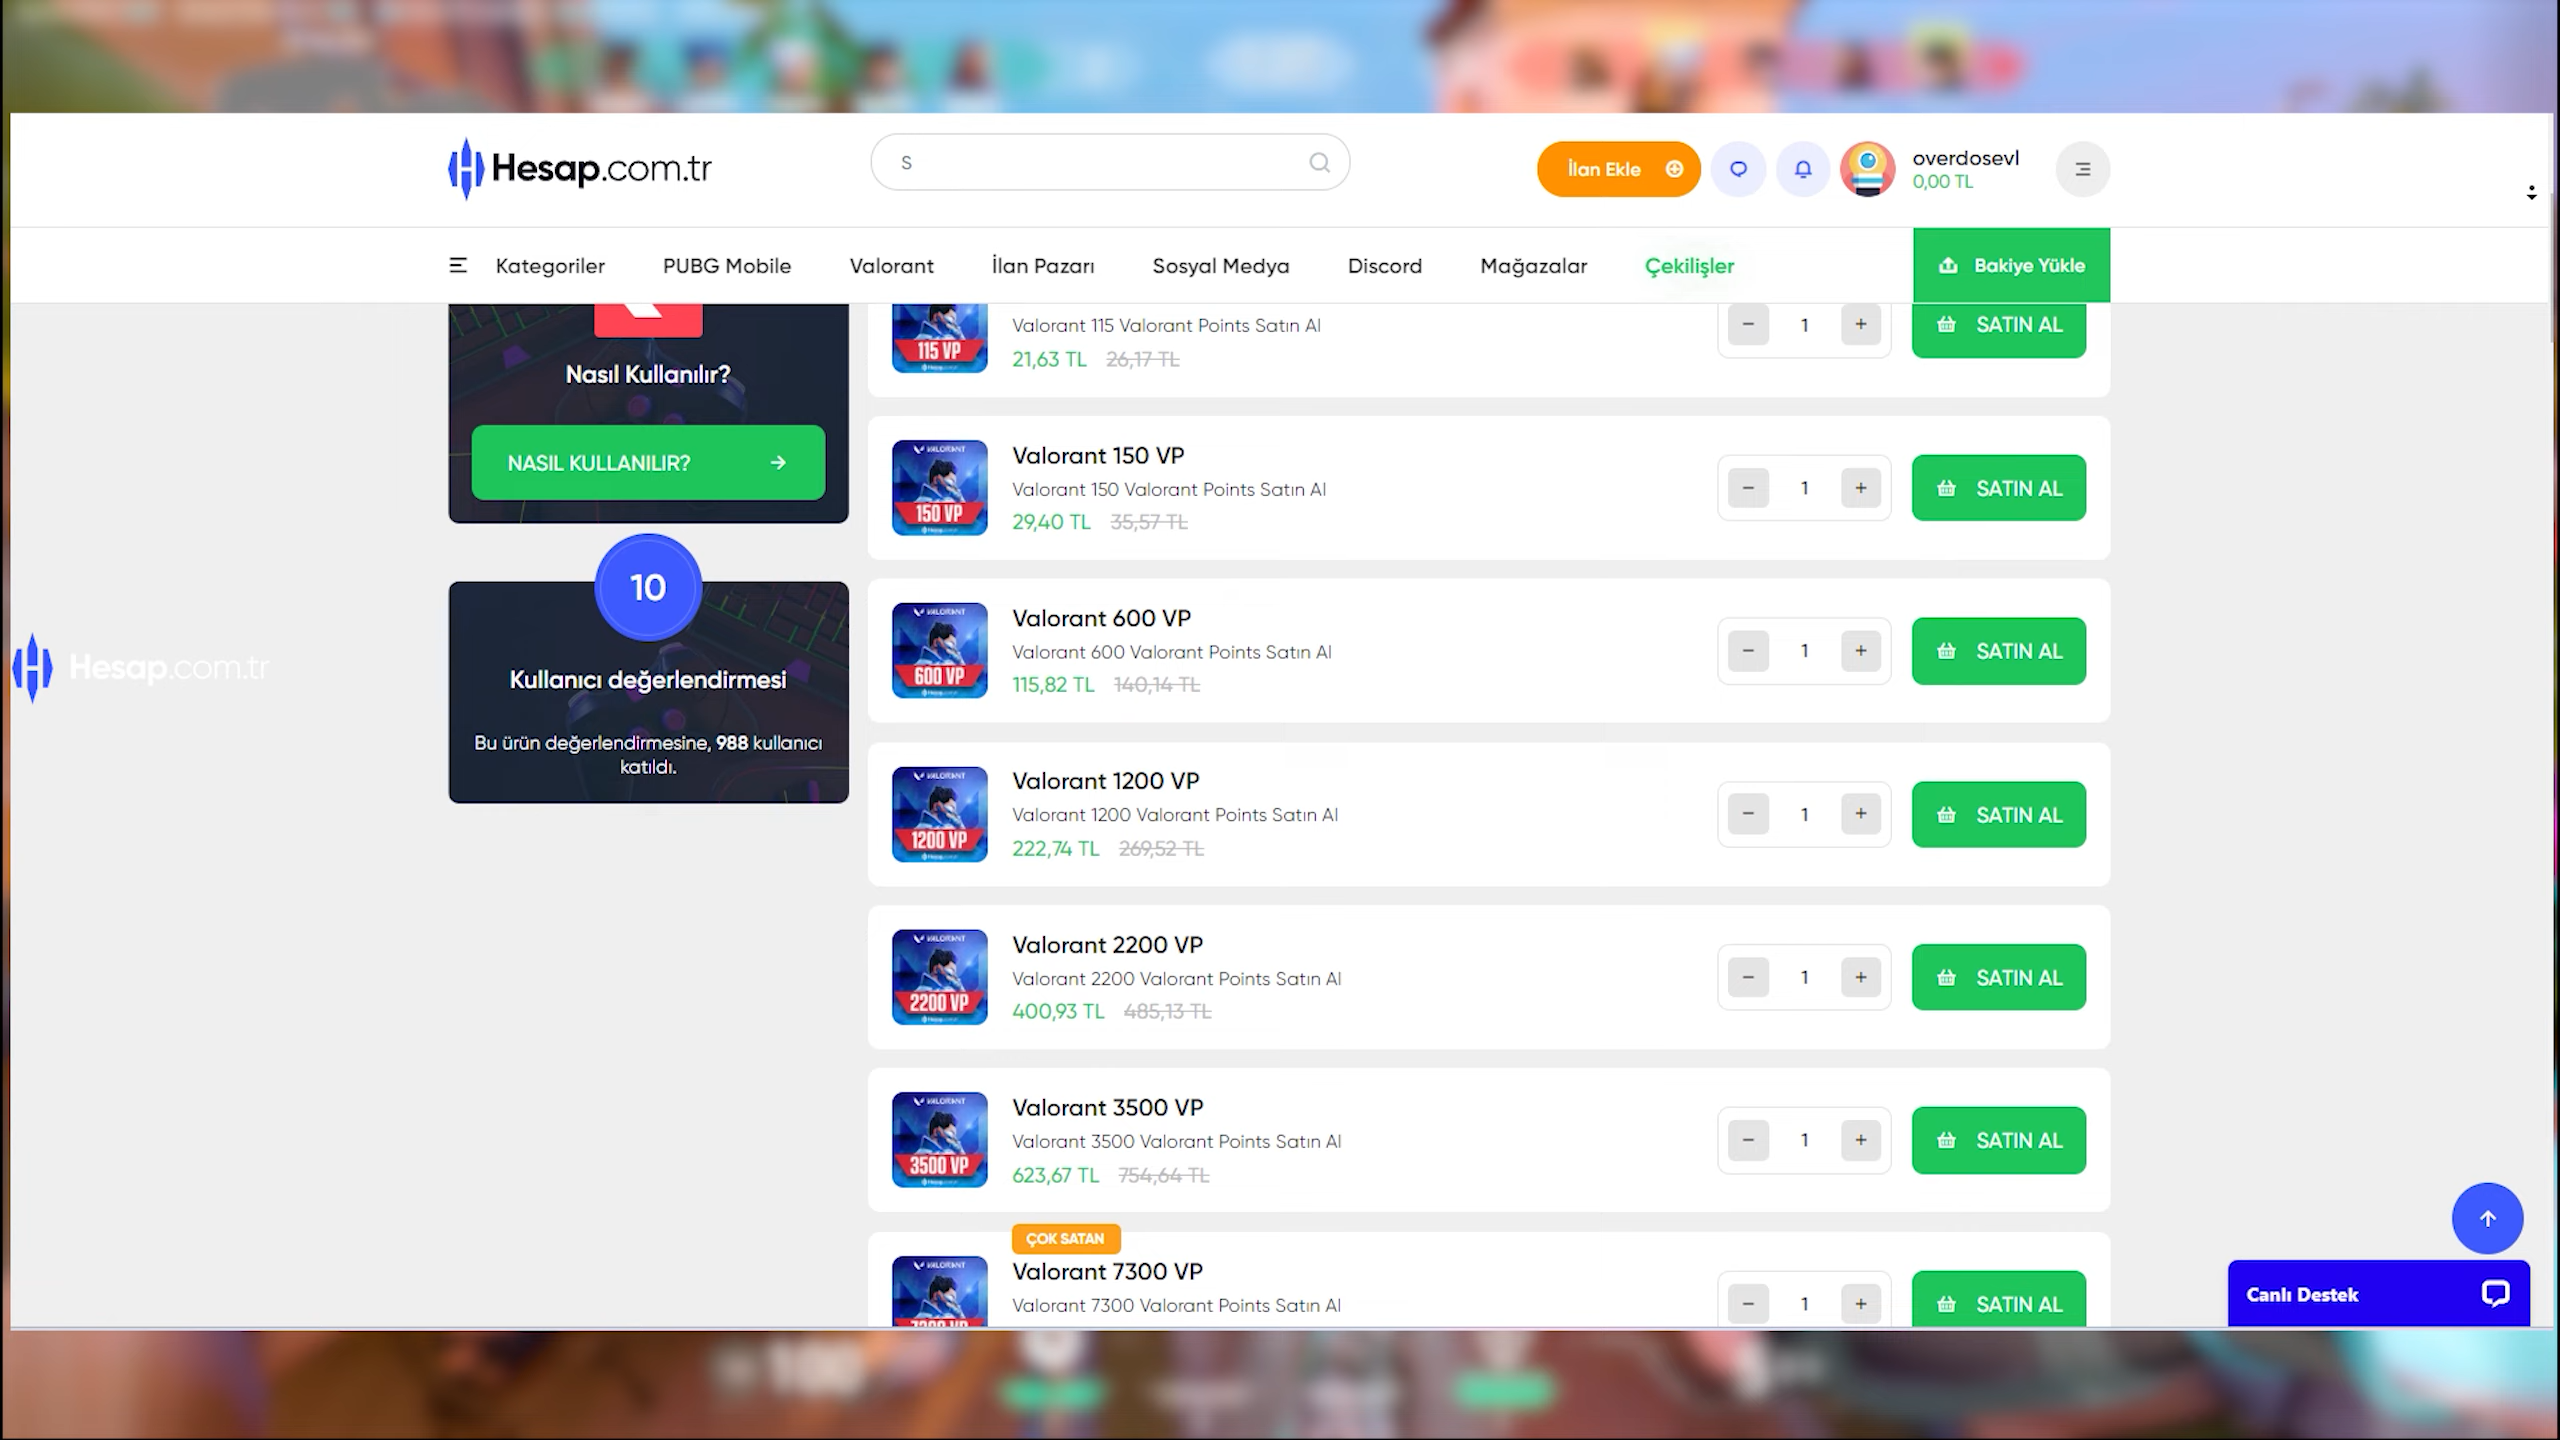 Hesap.com.tr
S
İlan Ekle
overdosevl
0,00 TL
Kategoriler
PUBG Mobile
Valorant
İlan Pazarı
Sosyal Medya
Discord
Mağazalar
Çekilişler
Bakiye Yükle
Nasıl Kullanılır?
NASIL KULLANILIR?
10
Kullanıcı değerlendirmesi
Bu ürün değerlendirmesine, 988 kullanıcı
katıldı.
Hesap.com.tr
115 VP
Valorant 115 Valorant Points Satın Al
21,63 TL 26,17 TL
1
SATIN AL
VALORANT
150 VP
Valorant 150 VP
Valorant 150 Valorant Points Satın Al
29,40 TL 35,57 TL
1
SATIN AL
VALORANT
600 VP
Valorant 600 VP
Valorant 600 Valorant Points Satın Al
115,82 TL 140,14 TL
1
SATIN AL
VALORANT
1200 VP
Valorant 1200 VP
Valorant 1200 Valorant Points Satın Al
222,74 TL 269,52 TL
1
SATIN AL
VALORANT
2200 VP
Valorant 2200 VP
Valorant 2200 Valorant Points Satın Al
400,93 TL 485,13 TL
1
SATIN AL
VALORANT
3500 VP
Valorant 3500 VP
Valorant 3500 Valorant Points Satın Al
623,67 TL 754,64 TL
1
SATIN AL
ÇOK SATAN
VALORANT
Valorant 7300 VP
Valorant 7300 Valorant Points Satın Al
1
SATIN AL
Canlı Destek
100